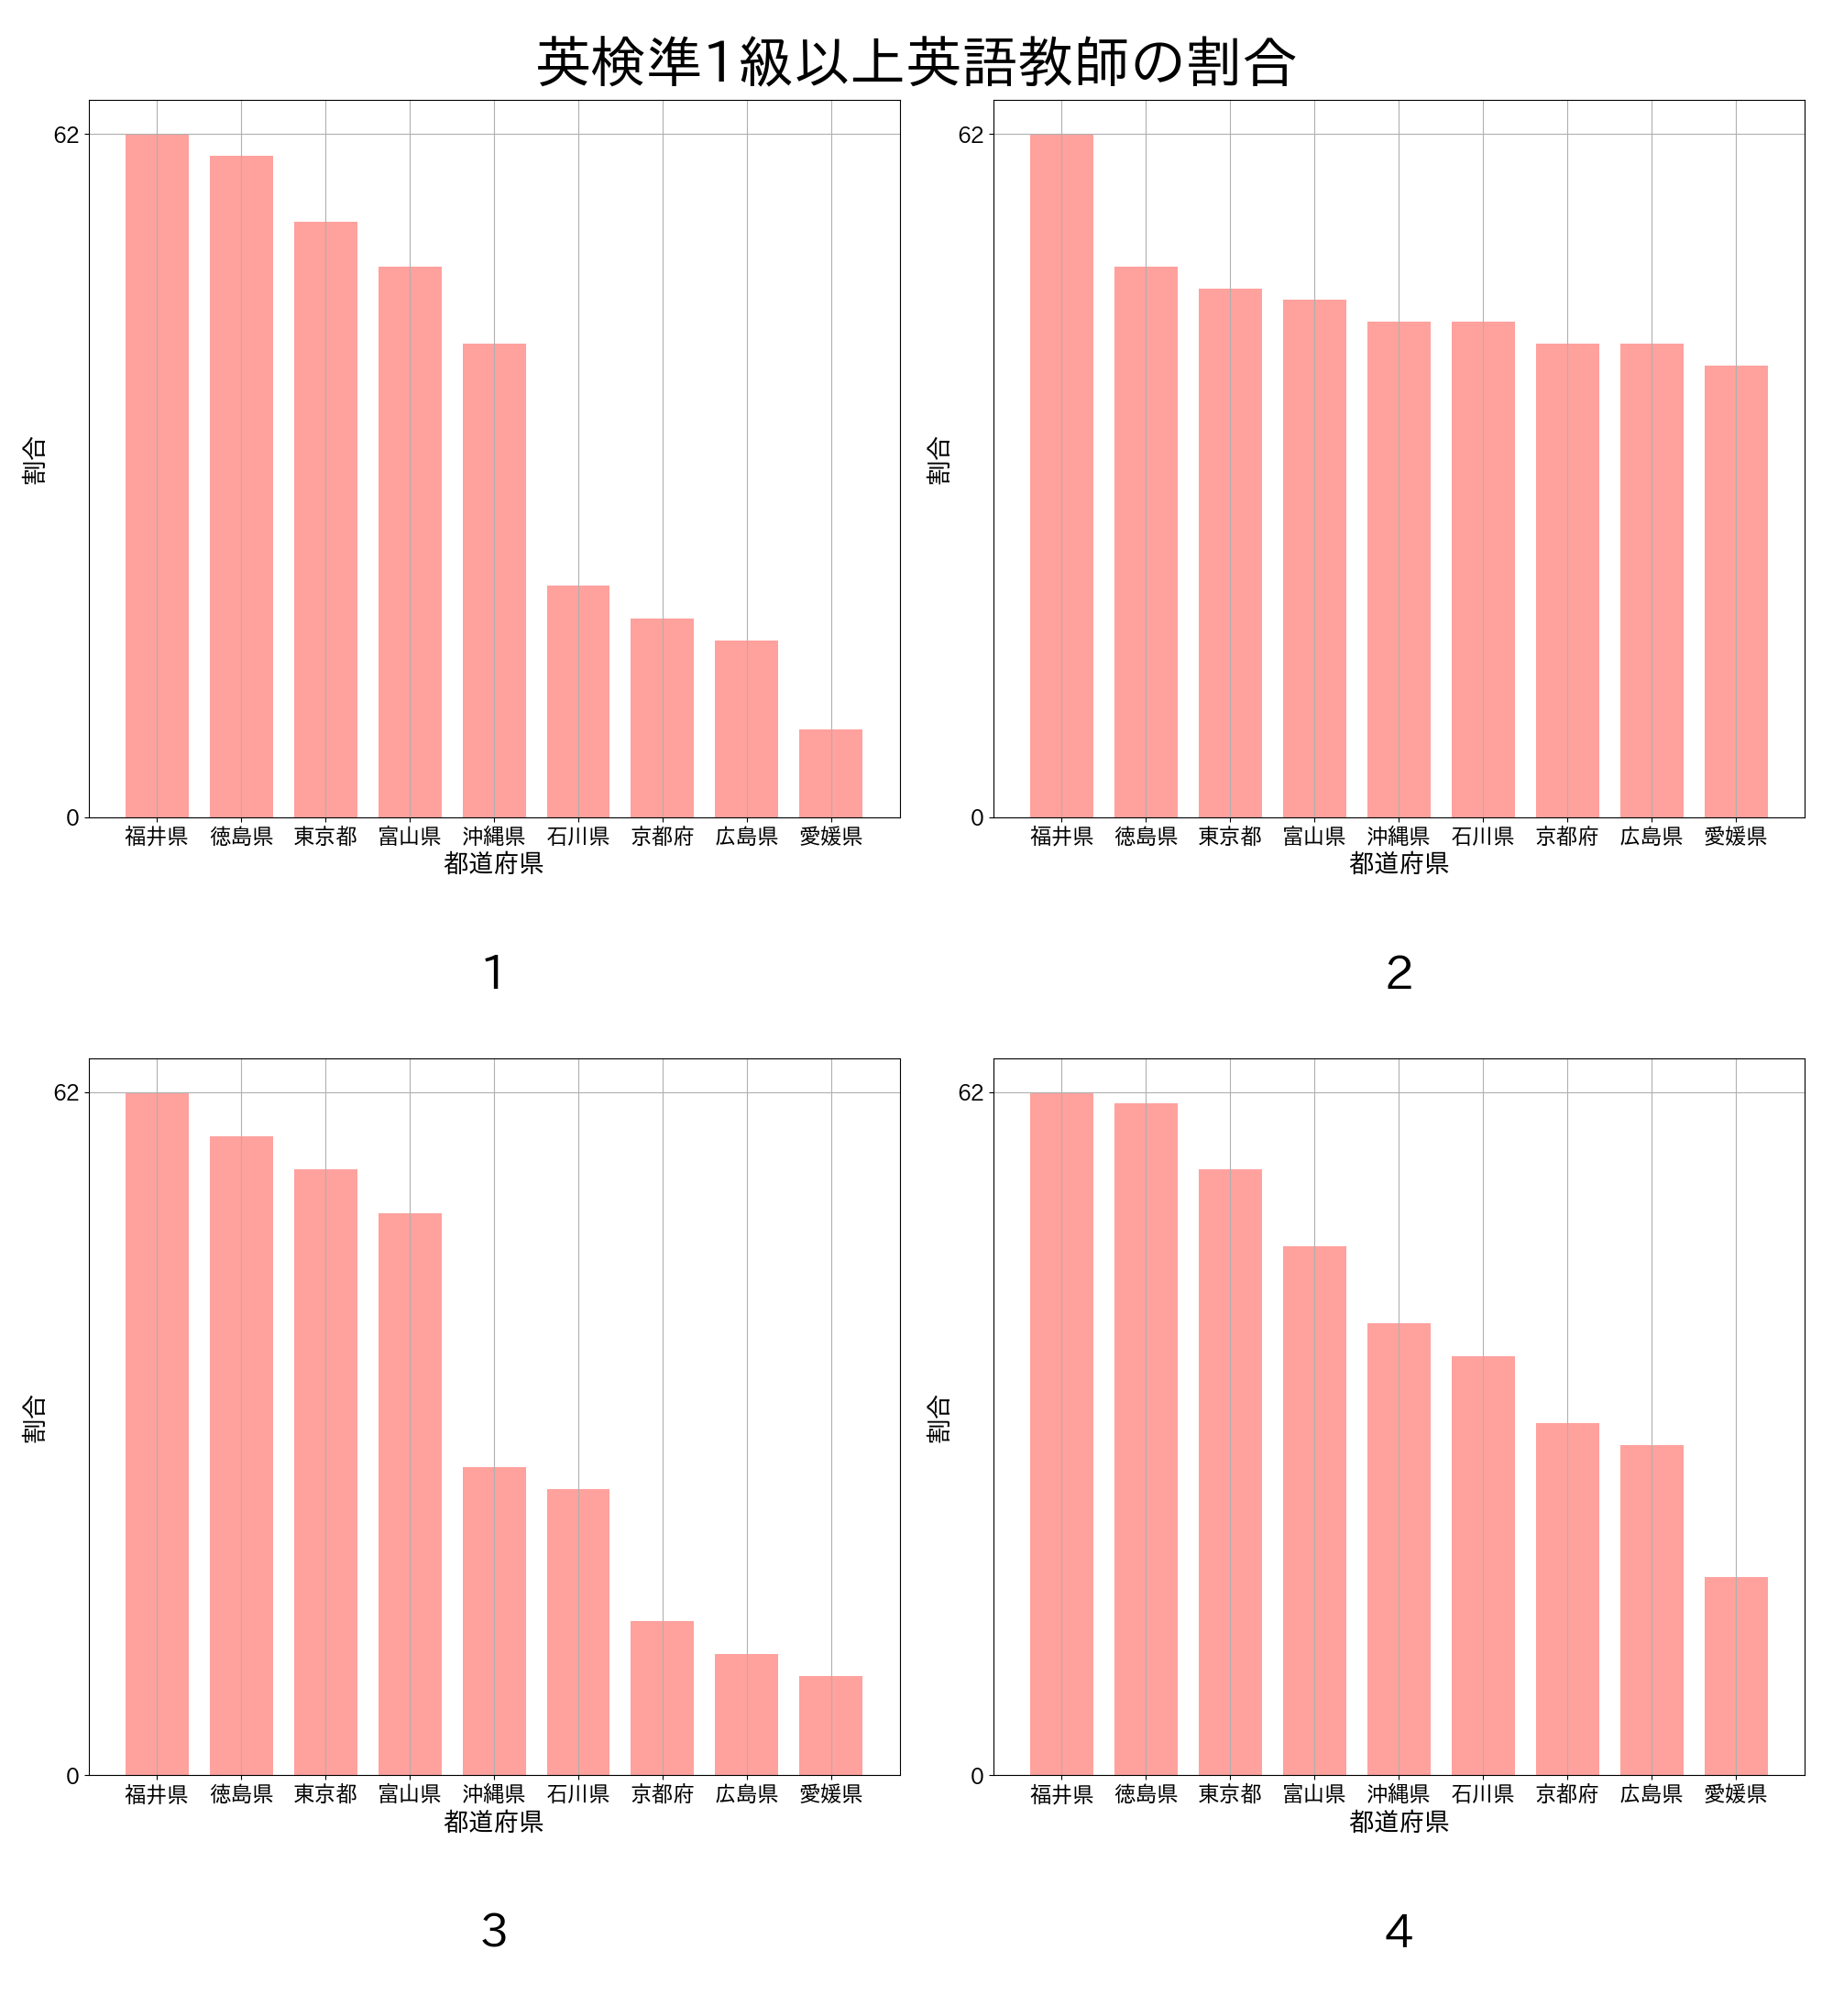 英検準1級以上英語教師の割合
62
0
割合
福井県 徳島県 東京都 富山県 沖縄県 石川県 京都府 広島県 愛媛県
都道府県
1
62
0
割合
福井県 徳島県 東京都 富山県 沖縄県 石川県 京都府 広島県 愛媛県
都道府県
2
62
0
割合
福井県 徳島県 東京都 富山県 沖縄県 石川県 京都府 広島県 愛媛県
都道府県
3
62
0
割合
福井県 徳島県 東京都 富山県 沖縄県 石川県 京都府 広島県 愛媛県
都道府県
4